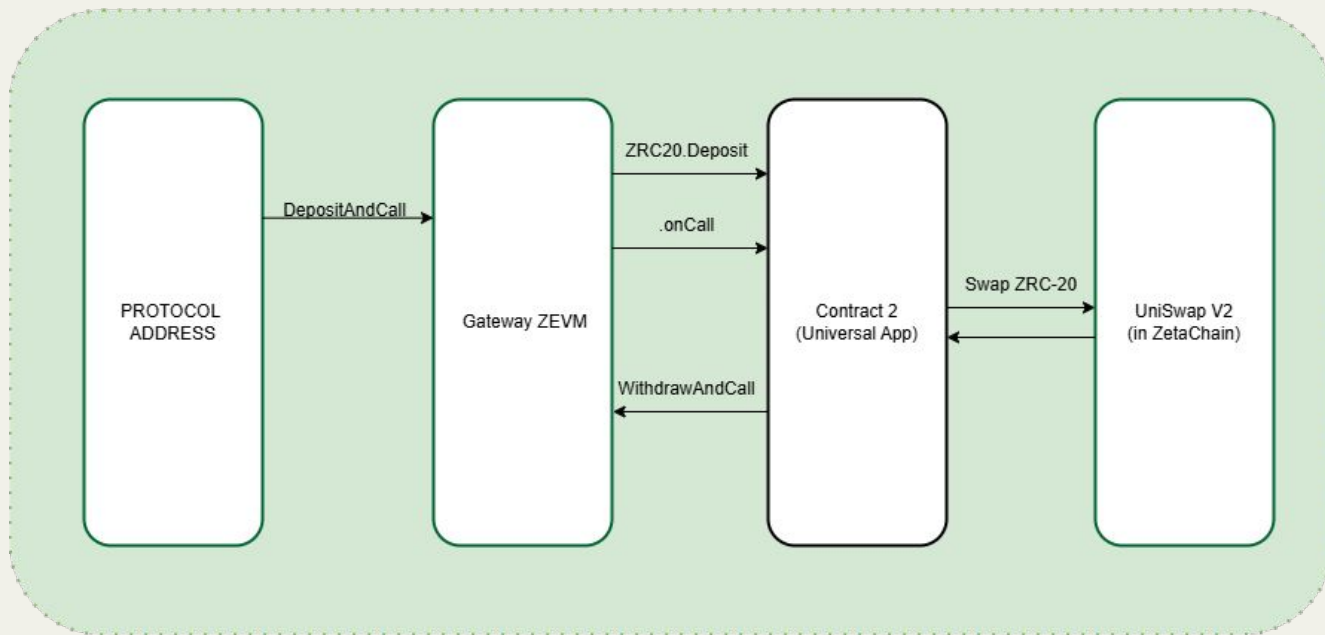 ZRC20.Deposit
DepositAndCall
.onCall
Swap ZRC-20
PROTOCOL
ADDRESS
Gateway ZEVM
Contract 2
(Universal App)
UniSwap V2
(in ZetaChain)
WithdrawAndCall